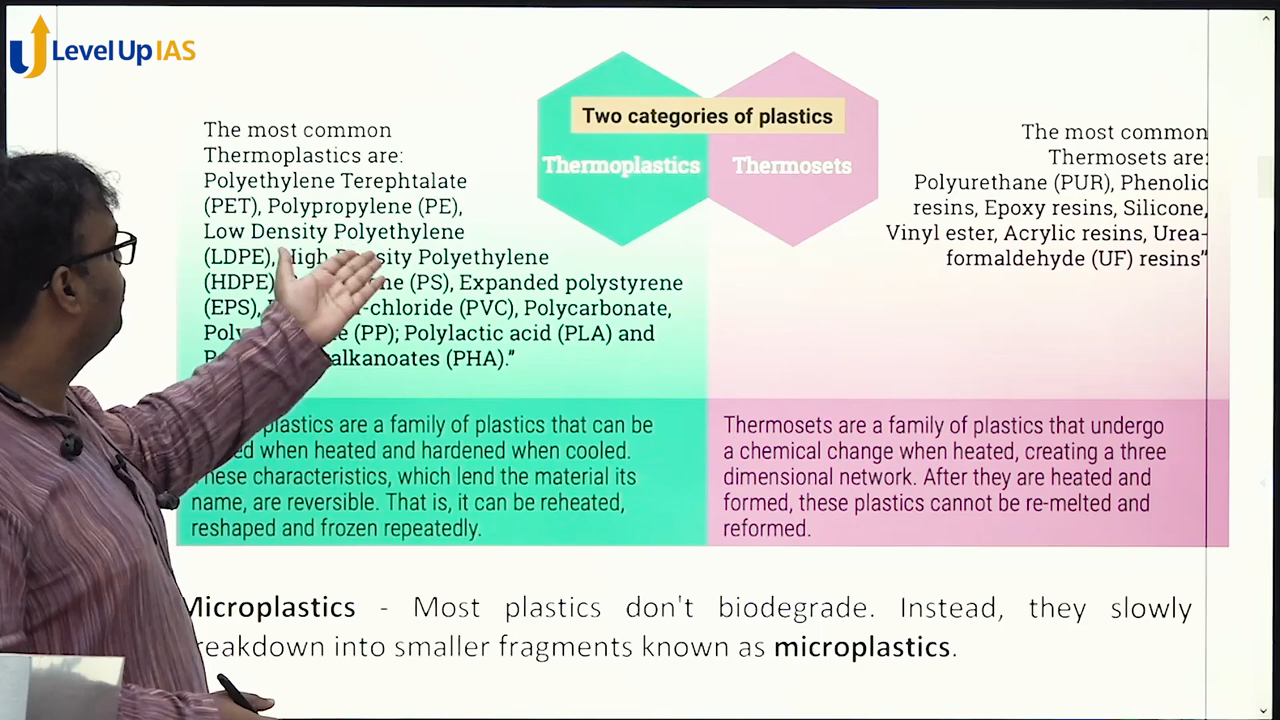 Level Up IAS
Two categories of plastics
Thermoplastics
Thermosets
The most common
Thermoplastics are:
Polyethylene Terephtalate
(PET), Polypropylene (PE),
Low Density Polyethylene
(LDPE), High Density Polyethylene
(HDPE) (PS), Expanded polystyrene
(EPS), (PVC), Polycarbonate,
(PP); Polylactic acid (PLA) and
(PHA)."
The most common
Thermosets are:
Polyurethane (PUR), Phenolic
resins, Epoxy resins, Silicone,
Vinyl ester, Acrylic resins, Urea-
formaldehyde (UF) resins"
are a family of plastics that can be
when heated and hardened when cooled.
These characteristics, which lend the material its
name, are reversible. That is, it can be reheated,
reshaped and frozen repeatedly.
Thermosets are a family of plastics that undergo
a chemical change when heated, creating a three
dimensional network. After they are heated and
formed, these plastics cannot be re-melted and
reformed.
Microplastics - Most plastics don't biodegrade. Instead, they slowly
breakdown into smaller fragments known as microplastics.